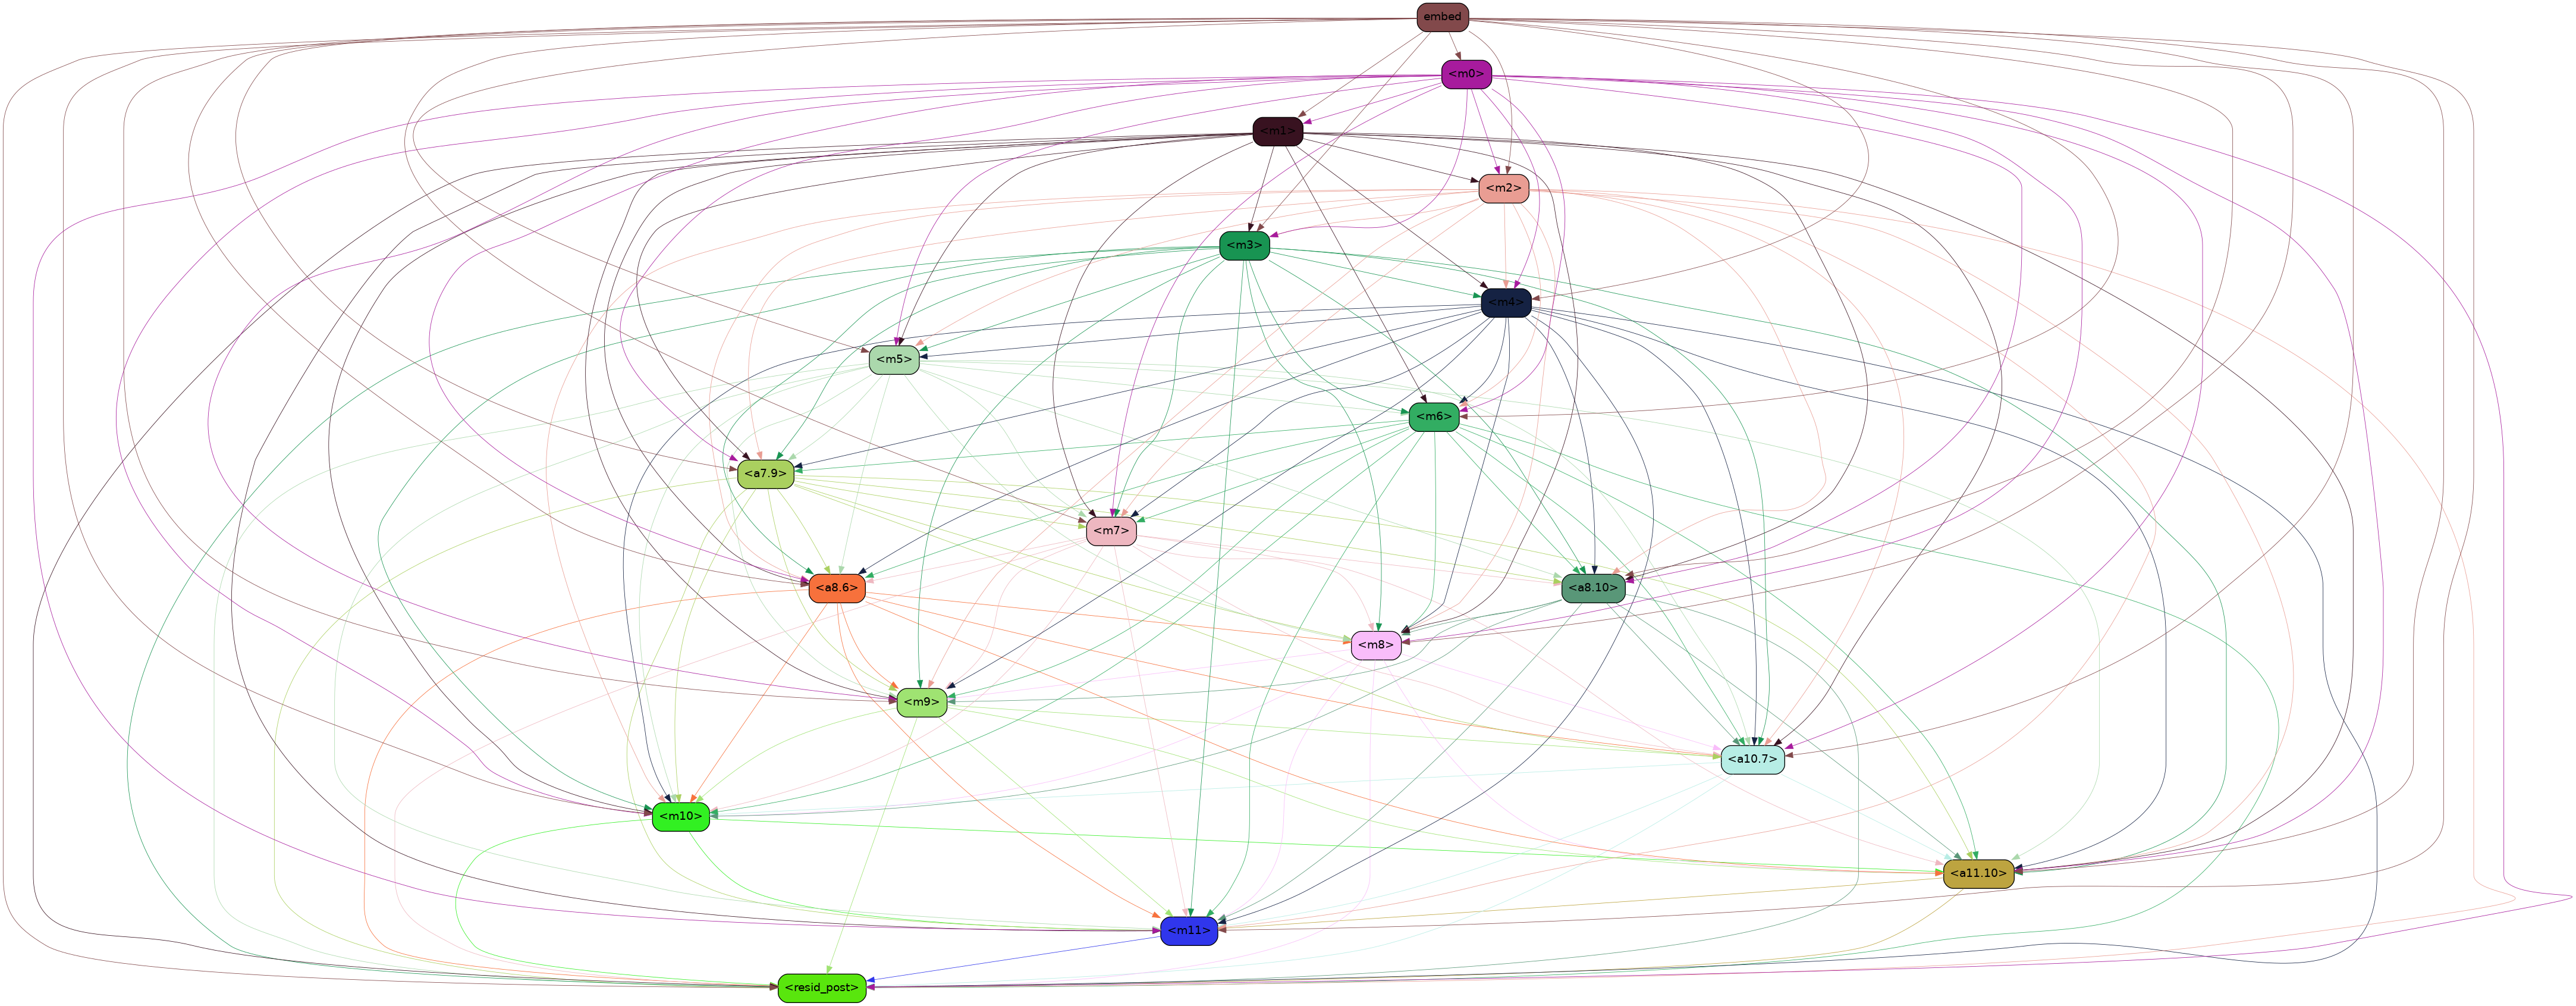 embed
<m0>
<m1>
<m2>
<m3>
<m4>
<m5>
<m6>
<a7.9>
<m7>
<a8.6>
<a8.10>
<m8>
<m9>
<a10.7>
<m10>
<a11.10>
<m11>
<resid_post>